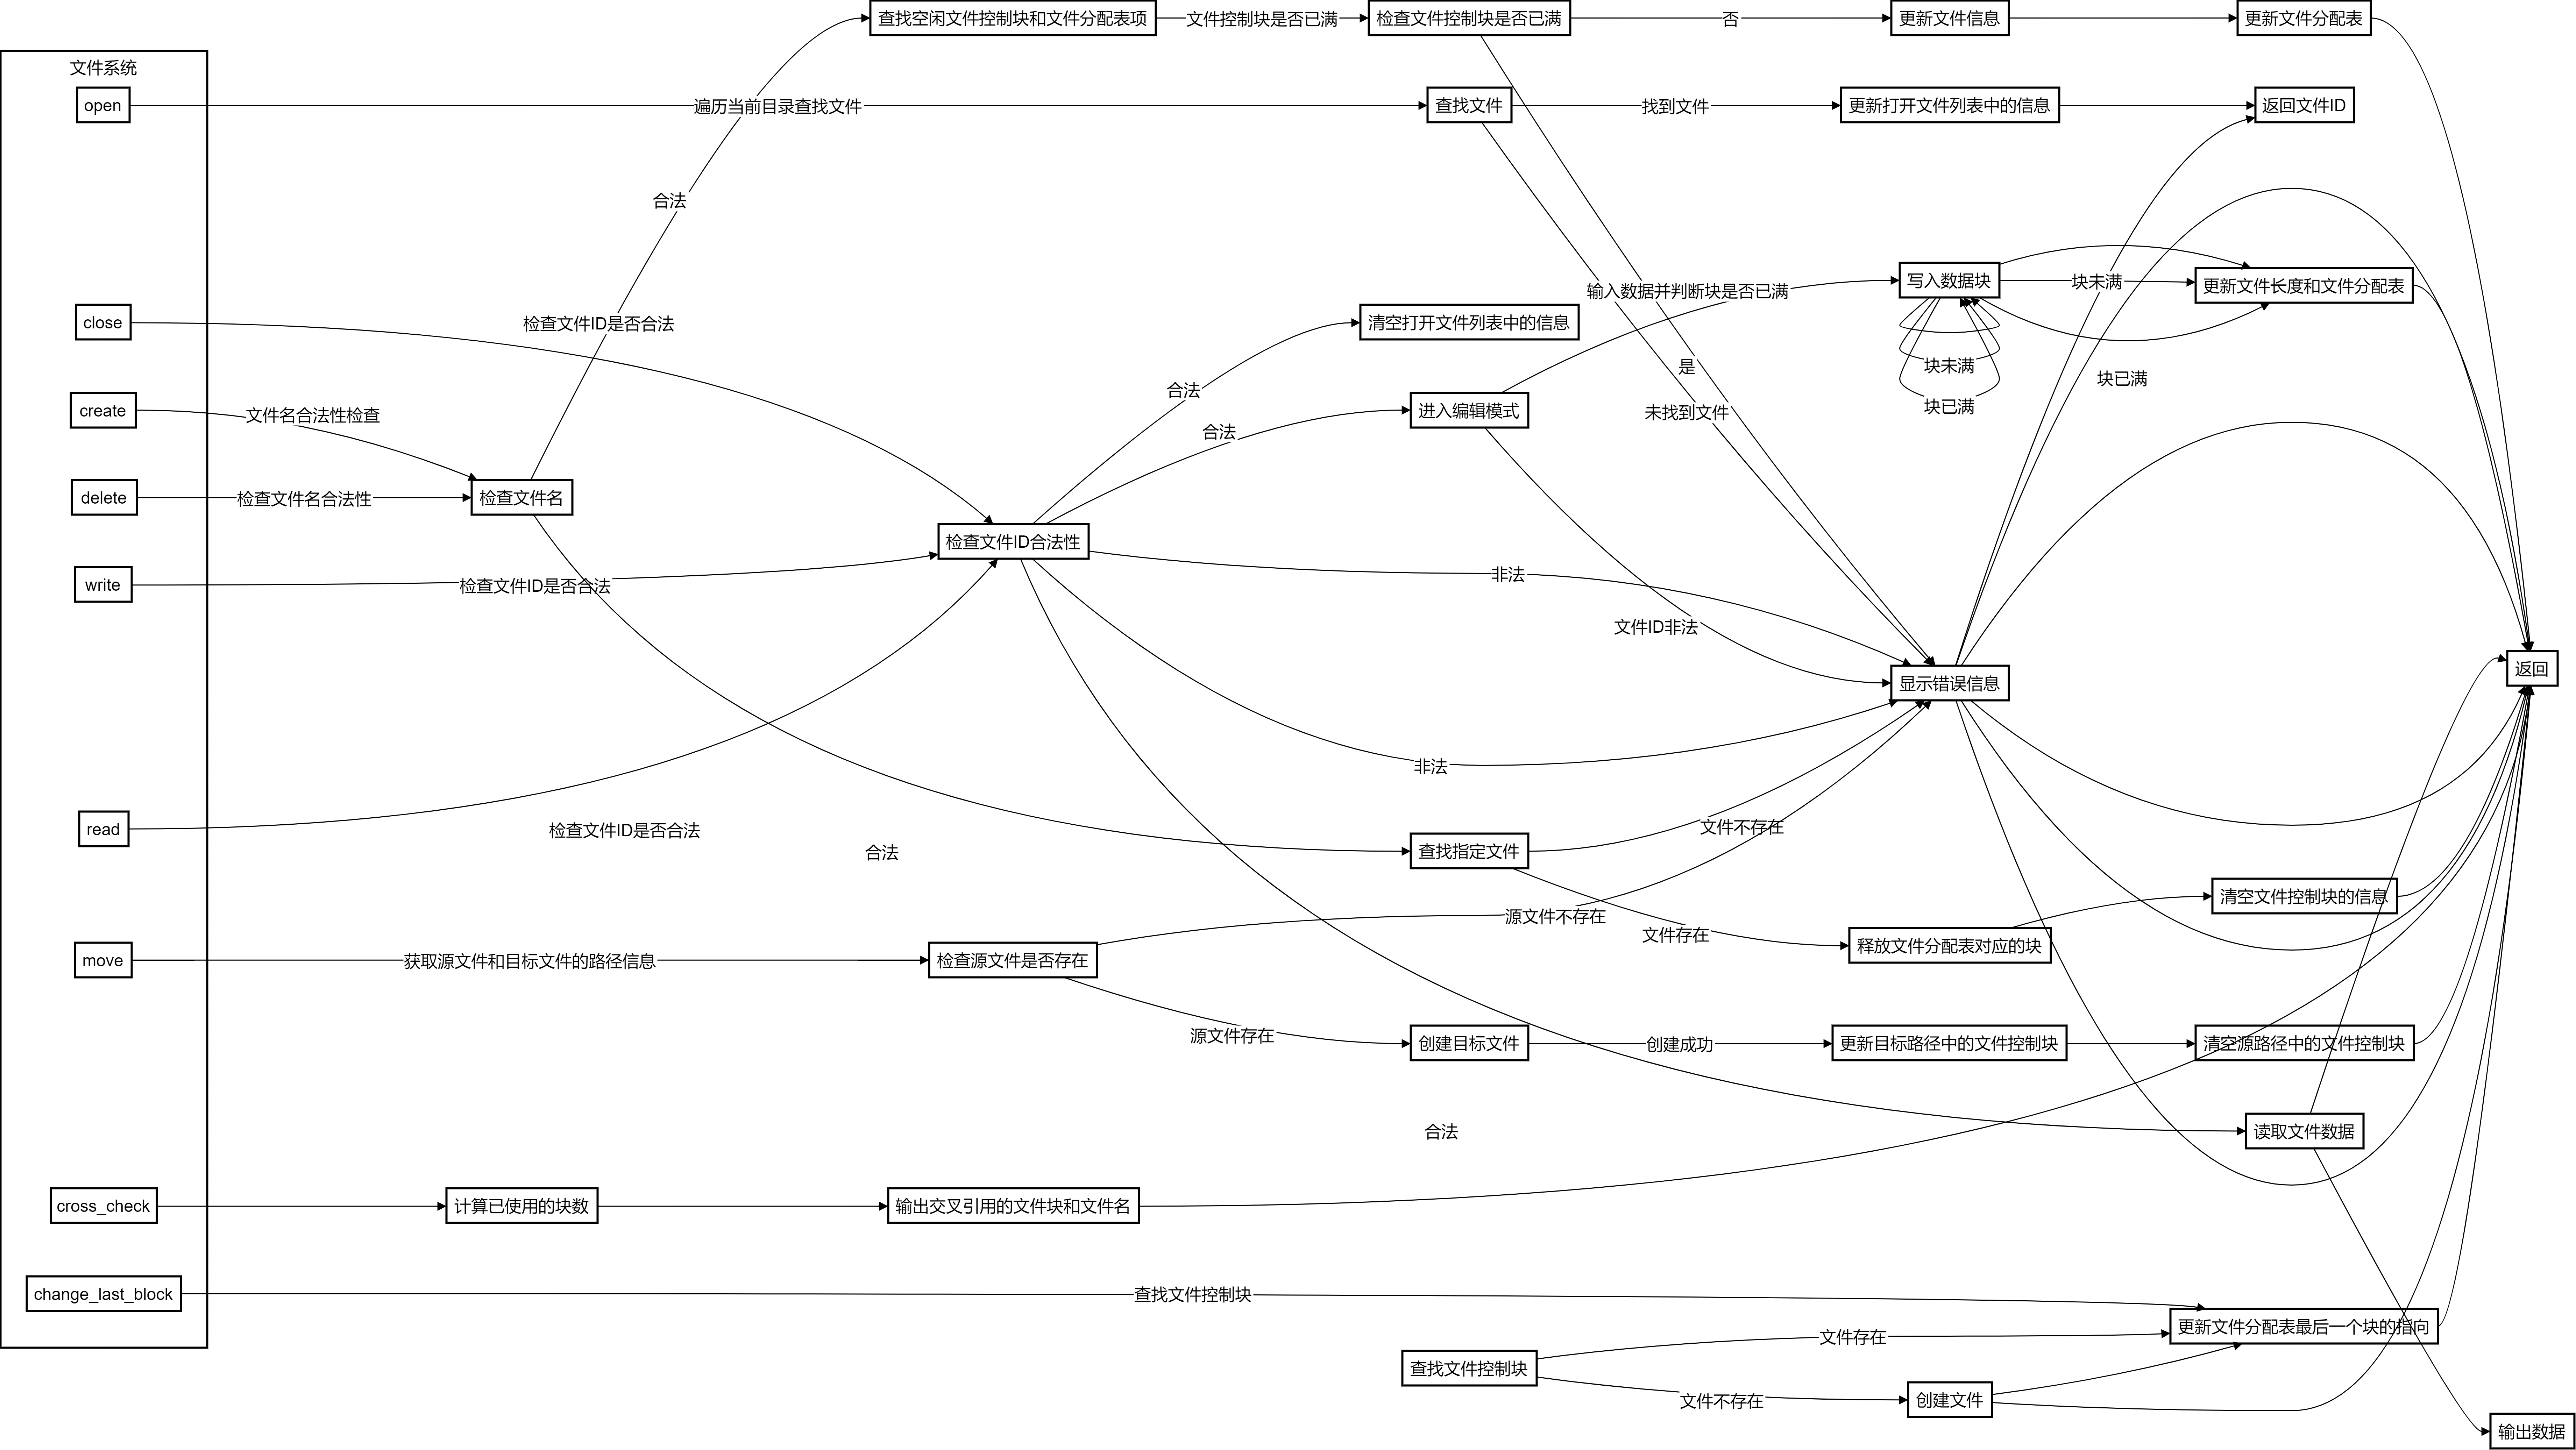 查找空闲文件控制块和文件分配表项
文件控制块是否已满
检查文件控制块是否已满
否
更新文件信息
更新文件分配表
文件系统
open
遍历当前目录查找文件
查找文件
找到文件
更新打开文件列表中的信息
返回文件ID
合法
close
检查文件ID是否合法
清空打开文件列表中的信息
输入数据并判断块是否已满
写入数据块
块未满
更新文件长度和文件分配表
是
块未满
块已满
块已满
合法
create
文件名合法性检查
合法
进入编辑模式
未找到文件
delete
检查文件名合法性
检查文件名
检查文件ID合法性
write
检查文件ID是否合法
非法
文件ID非法
显示错误信息
返回
非法
read
检查文件ID是否合法
合法
查找指定文件
文件不存在
清空文件控制块的信息
源文件不存在
文件存在
释放文件分配表对应的块
move
获取源文件和目标文件的路径信息
检查源文件是否存在
源文件存在
创建目标文件
创建成功
更新目标路径中的文件控制块
清空源路径中的文件控制块
合法
读取文件数据
cross_check
计算已使用的块数
输出交叉引用的文件块和文件名
change_last_block
查找文件控制块
更新文件分配表最后一个块的指向
文件存在
查找文件控制块
文件不存在
创建文件
输出数据